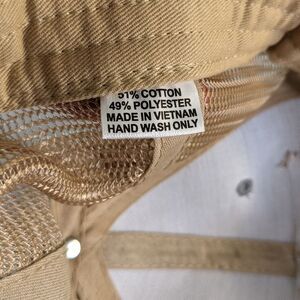 51% COTTON
49% POLYESTER
MADE IN VIETNAM
HAND WASH ONLY